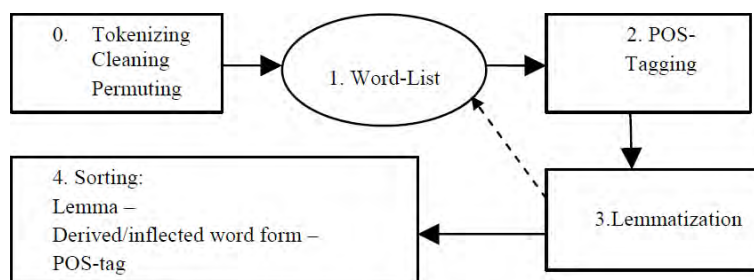 0. Tokenizing
Cleaning
Permuting
1. Word-List
2. POS-
Tagging
3.Lemmatization
4. Sorting:
Lemma –
Derived/inflected word form –
POS-tag